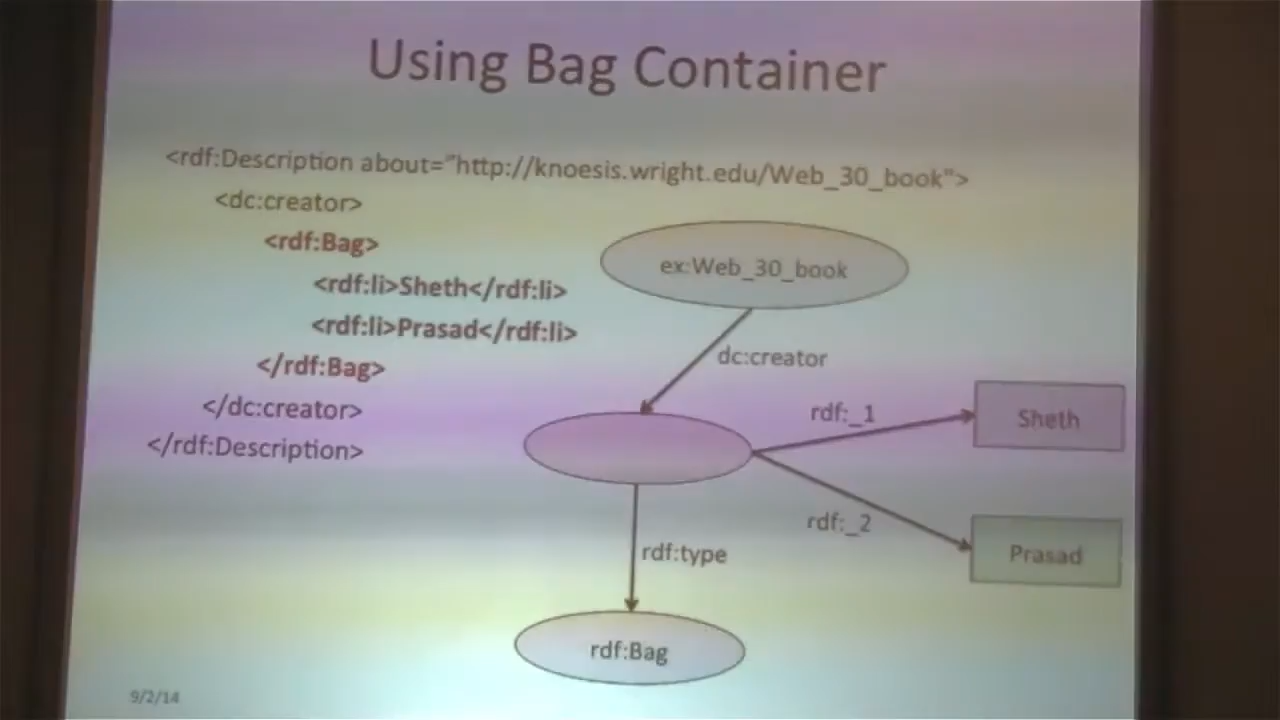 Using Bag Container
<rdf:Description about="http://knoesis.wright.edu/Web_30_book">
<dc:creator>
<rdf:Bag>
<rdf:li>Sheth</rdf:li>
<rdf:li>Prasad</rdf:li>
</rdf:Bag>
</dc:creator>
</rdf:Description>
ex:Web_30_book
dc:creator
rdf:_1
Sheth
rdf:_2
Prasad
rdf:type
rdf:Bag
9/2/14